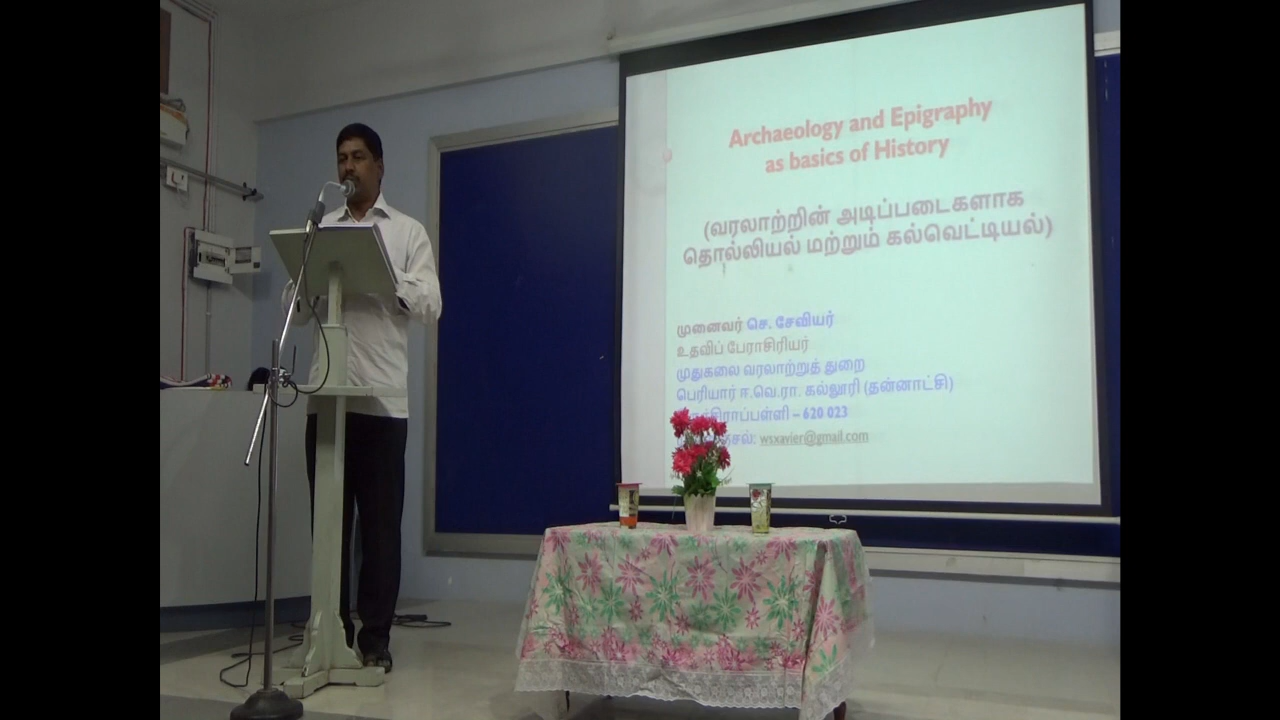 Archaeology and Epigraphy
as basics of History
(வரலாற்றின் அடிப்படைகளாக
தொல்லியல் மற்றும் கல்வெட்டியல்)
முனைவர் செ. சேவியர்
உதவிப் பேராசிரியர்
முதுகலை வரலாற்றுத் துறை
பெரியார் ஈ.வெ.ரா. கல்லூரி (தன்னாட்சி)
– 620 023
wsxavier@gmail.com